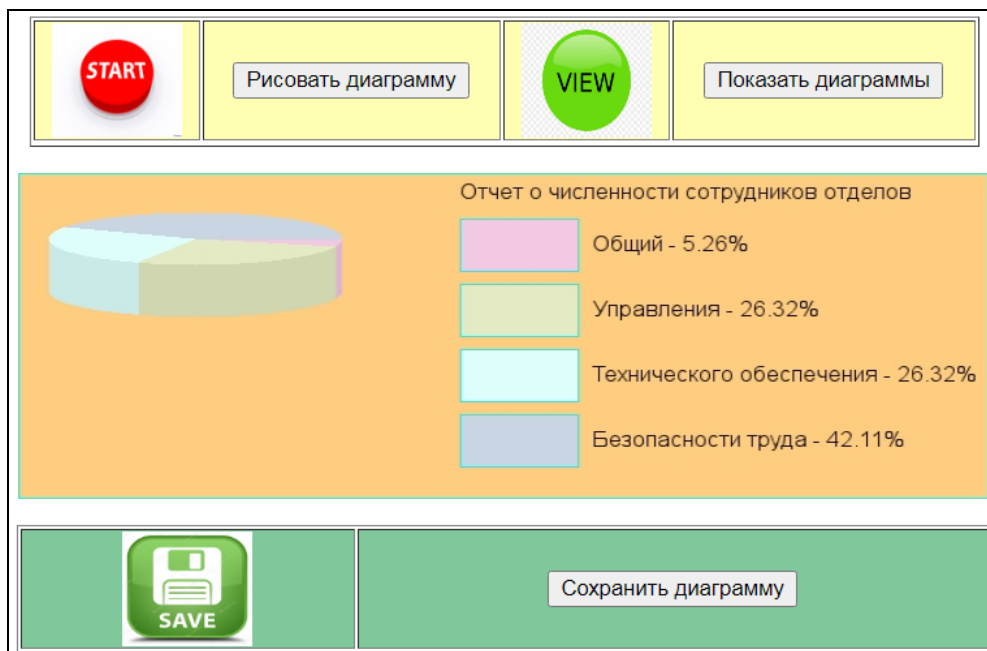 START
Рисовать диаграмму
VIEW
Показать диаграммы
Отчет о численности сотрудников отделов
Общий - 5.26%
Управления - 26.32%
Технического обеспечения - 26.32%
Безопасности труда - 42.11%
SAVE
Сохранить диаграмму